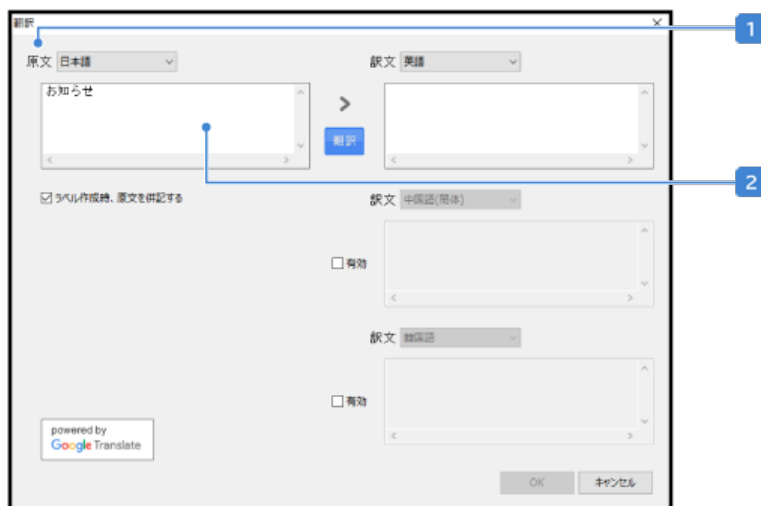 翻訳
1
原文 日本語
訳文 英語
お知らせ
>
翻訳
2
ラベル作成時、原文を併記する
訳文 中国語(簡体)
有効
訳文 韓国語
有効
powered by
Google Translate
OK キャンセル